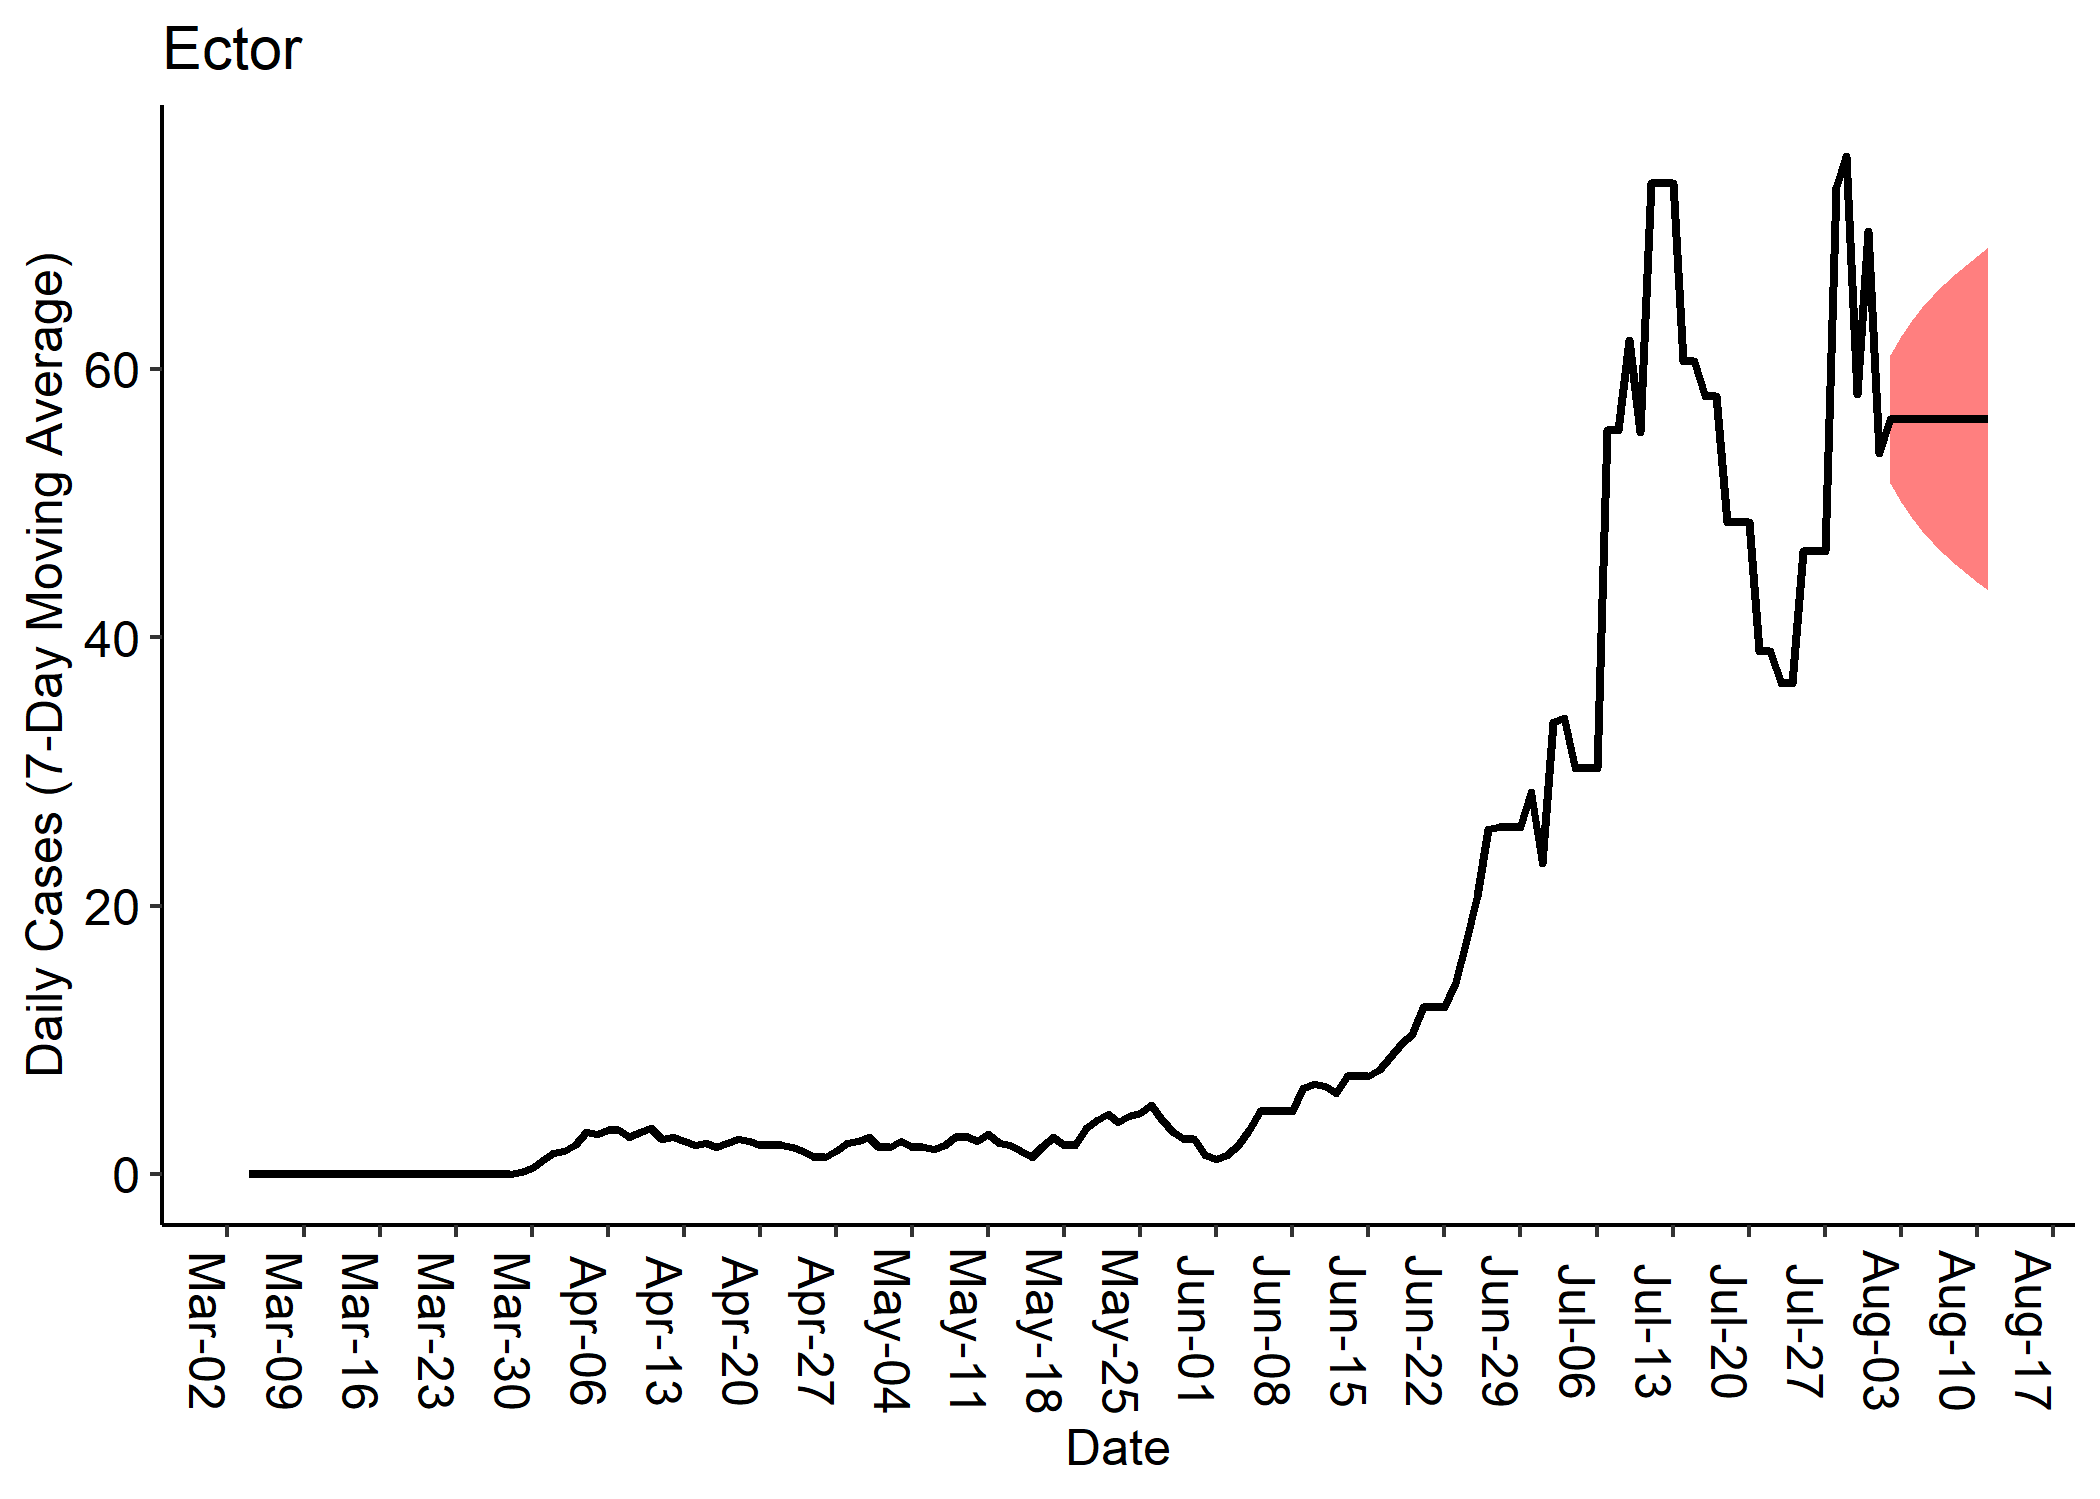 Ector
Daily Cases (7-Day Moving Average)
60
40
20
0
Mar-02
Mar-09
Mar-16
Mar-23
Mar-30
Apr-06
Apr-13
Apr-20
Apr-27
May-04
May-11
May-18
May-25
Jun-01
Jun-08
Jun-15
Jun-22
Jun-29
Jul-06
Jul-13
Jul-20
Jul-27
Aug-03
Aug-10
Aug-17
Date